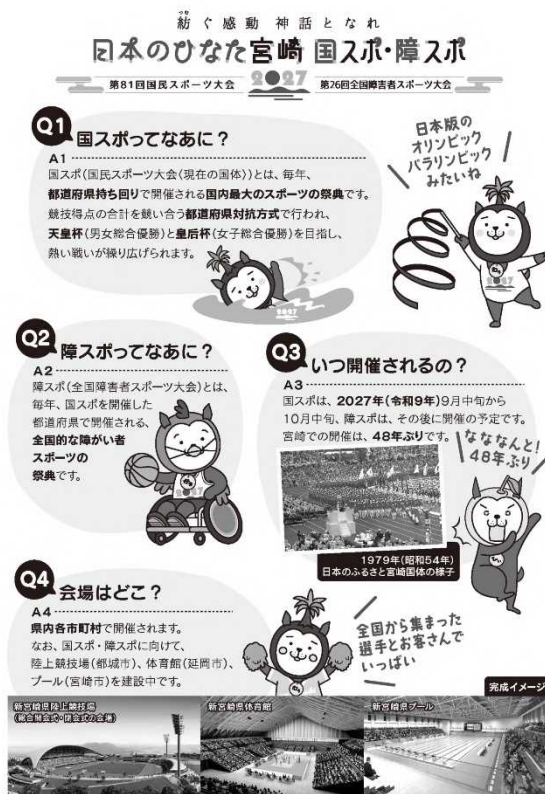 紡ぐ感動 神話となれ
日本のひなた宮崎 国スポ・障スポ
第81回国民スポーツ大会 2027 第26回全国障害者スポーツ大会
Q1 国スポってなあに?
A1
国スポ(国民スポーツ大会(現在の国体))とは、毎年、
都道府県持ち回りで開催される国内最大のスポーツの祭典です。
競技得点の合計を競い合う都道府県対抗方式で行われ、
天皇杯(男女総合優勝)と皇后杯(女子総合優勝)を目指し、
熱い戦いが繰り広げられます。
日本版の
オリンピック
パラリンピック
みたいね
2027
Q2 障スポってなあに?
A2
障スポ(全国障害者スポーツ大会)とは、
毎年、国スポを開催した
都道府県で開催される、
全国的な障がい者
スポーツの
祭典です。
2027
Q3 いつ開催されるの?
A3
国スポは、2027年(令和9年)9月中旬から
10月中旬、障スポは、その後に開催の予定です。
宮崎での開催は、48年ぶりです。
なななんと!
48年ぶり
1979年(昭和54年)
日本のふるさと宮崎国体の様子
Q4 会場はどこ?
A4
県内各市町村で開催されます。
なお、国スポ・障スポに向けて、
陸上競技場(都城市)、体育館(延岡市)、
プール(宮崎市)を建設中です。
全国から集まった
選手とお客さんで
いっぱい
完成イメージ
新宮崎県陸上競技場
(総合開会式・閉会式の会場)
新宮崎県体育館
新宮崎県プール